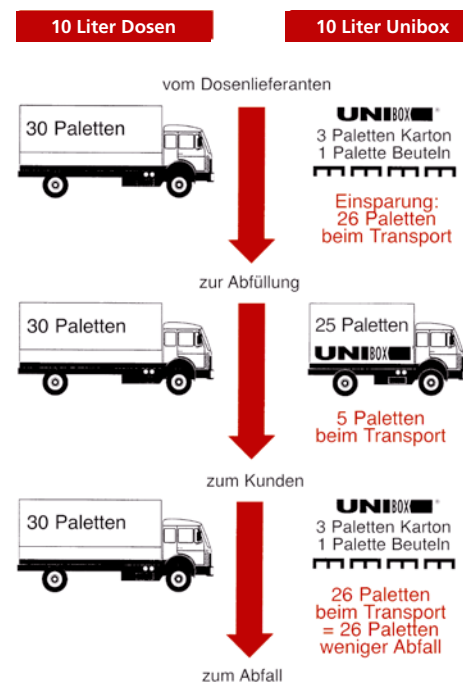 10 Liter Dosen
10 Liter Unibox
vom Dosenlieferanten
30 Paletten
UNIBOX®
3 Paletten Karton
1 Palette Beuteln
Einsparung:
26 Paletten
beim Transport
zur Abfüllung
30 Paletten
25 Paletten
UNIBOX
5 Paletten
beim Transport
zum Kunden
30 Paletten
UNIBOX®
3 Paletten Karton
1 Palette Beuteln
26 Paletten
beim Transport
= 26 Paletten
weniger Abfall
zum Abfall